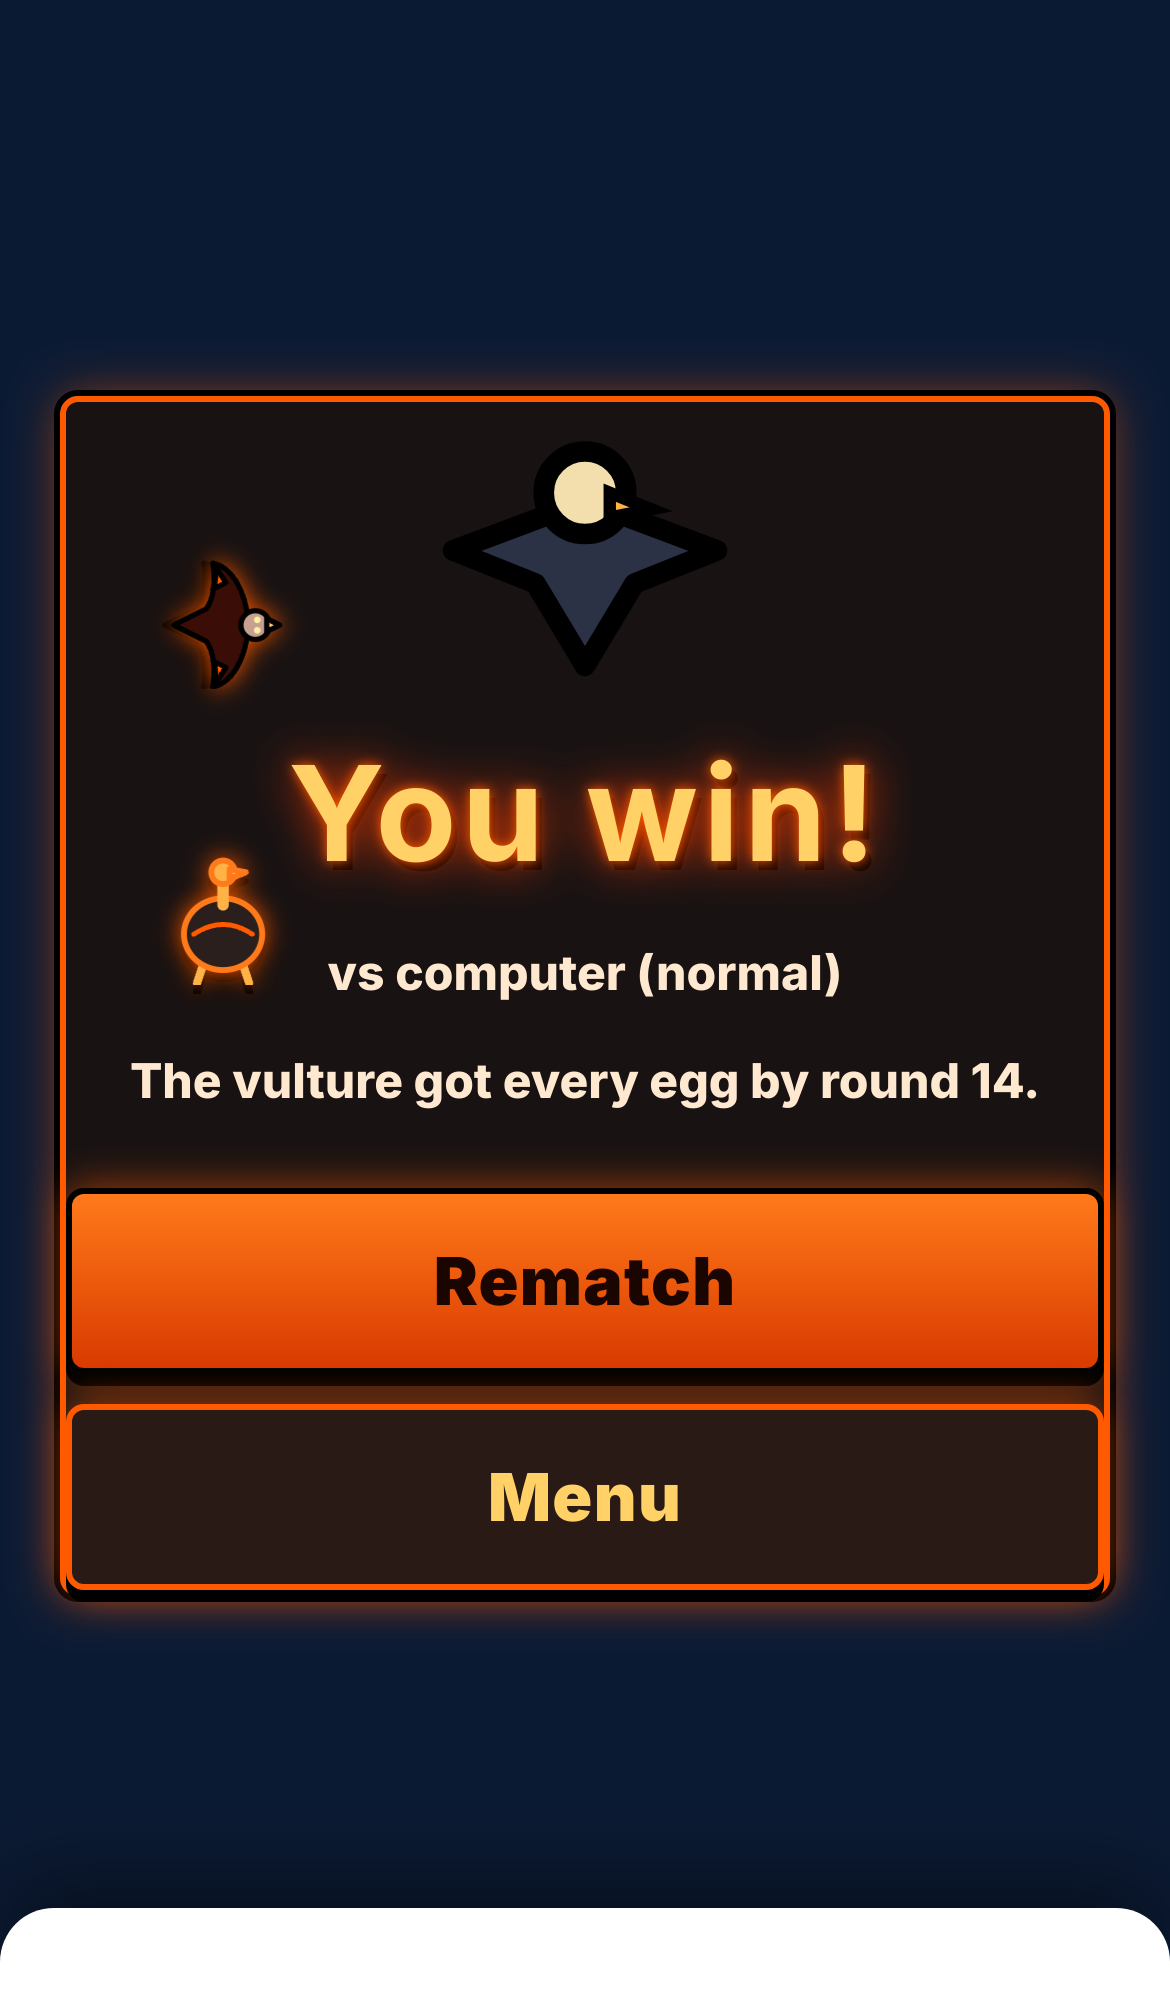 You win!
vs computer (normal)
The vulture got every egg by round 14.
Rematch
Menu